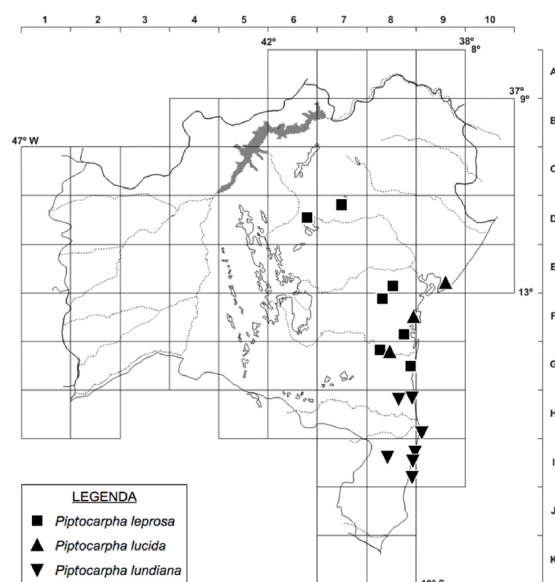 1 2 3 4 5 6 7 8 9 10
42° 38°
8°
A
37°
9°
B
47° W
C
D
E
13°
F
G
H
I
J
K
LEGENDA
Piptocarpha leprosa
Piptocarpha lucida
Piptocarpha lundiana